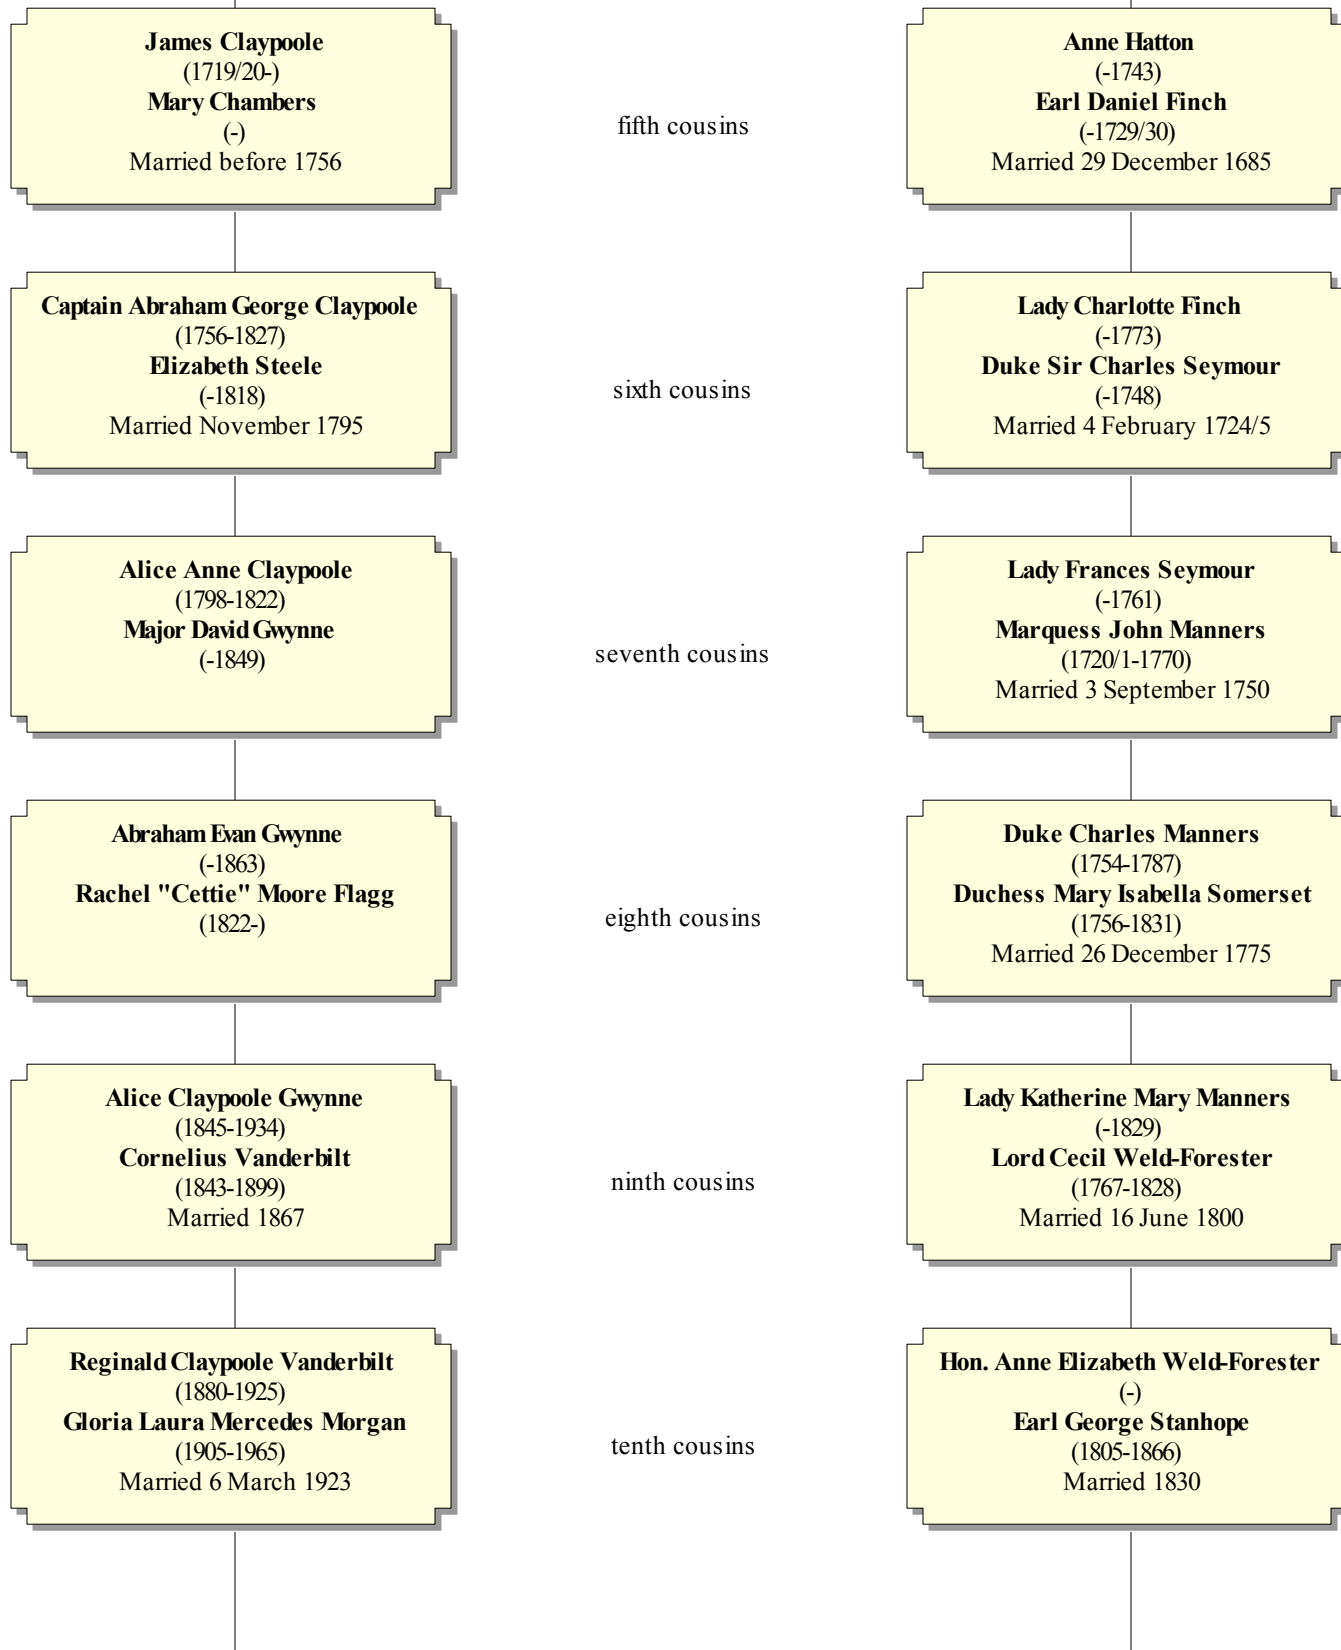 James Claypoole
(1719/20-)
Mary Chambers
(-)
Married before 1756
fifth cousins
Anne Hatton
(-1743)
Earl Daniel Finch
(-1729/30)
Married 29 December 1685
Captain Abraham George Claypoole
(1756-1827)
Elizabeth Steele
(-1818)
Married November 1795
sixth cousins
Lady Charlotte Finch
(-1773)
Duke Sir Charles Seymour
(-1748)
Married 4 February 1724/5
Alice Anne Claypoole
(1798-1822)
Major David Gwynne
(-1849)
seventh cousins
Lady Frances Seymour
(-1761)
Marquess John Manners
(1720/1-1770)
Married 3 September 1750
Abraham Evan Gwynne
(-1863)
Rachel "Cettie" Moore Flagg
(1822-)
eighth cousins
Duke Charles Manners
(1754-1787)
Duchess Mary Isabella Somerset
(1756-1831)
Married 26 December 1775
Alice Claypoole Gwynne
(1845-1934)
Cornelius Vanderbilt
(1843-1899)
Married 1867
ninth cousins
Lady Katherine Mary Manners
(-1829)
Lord Cecil Weld-Forester
(1767-1828)
Married 16 June 1800
Reginald Claypoole Vanderbilt
(1880-1925)
Gloria Laura Mercedes Morgan
(1905-1965)
Married 6 March 1923
tenth cousins
Hon. Anne Elizabeth Weld-Forester
(-)
Earl George Stanhope
(1805-1866)
Married 1830